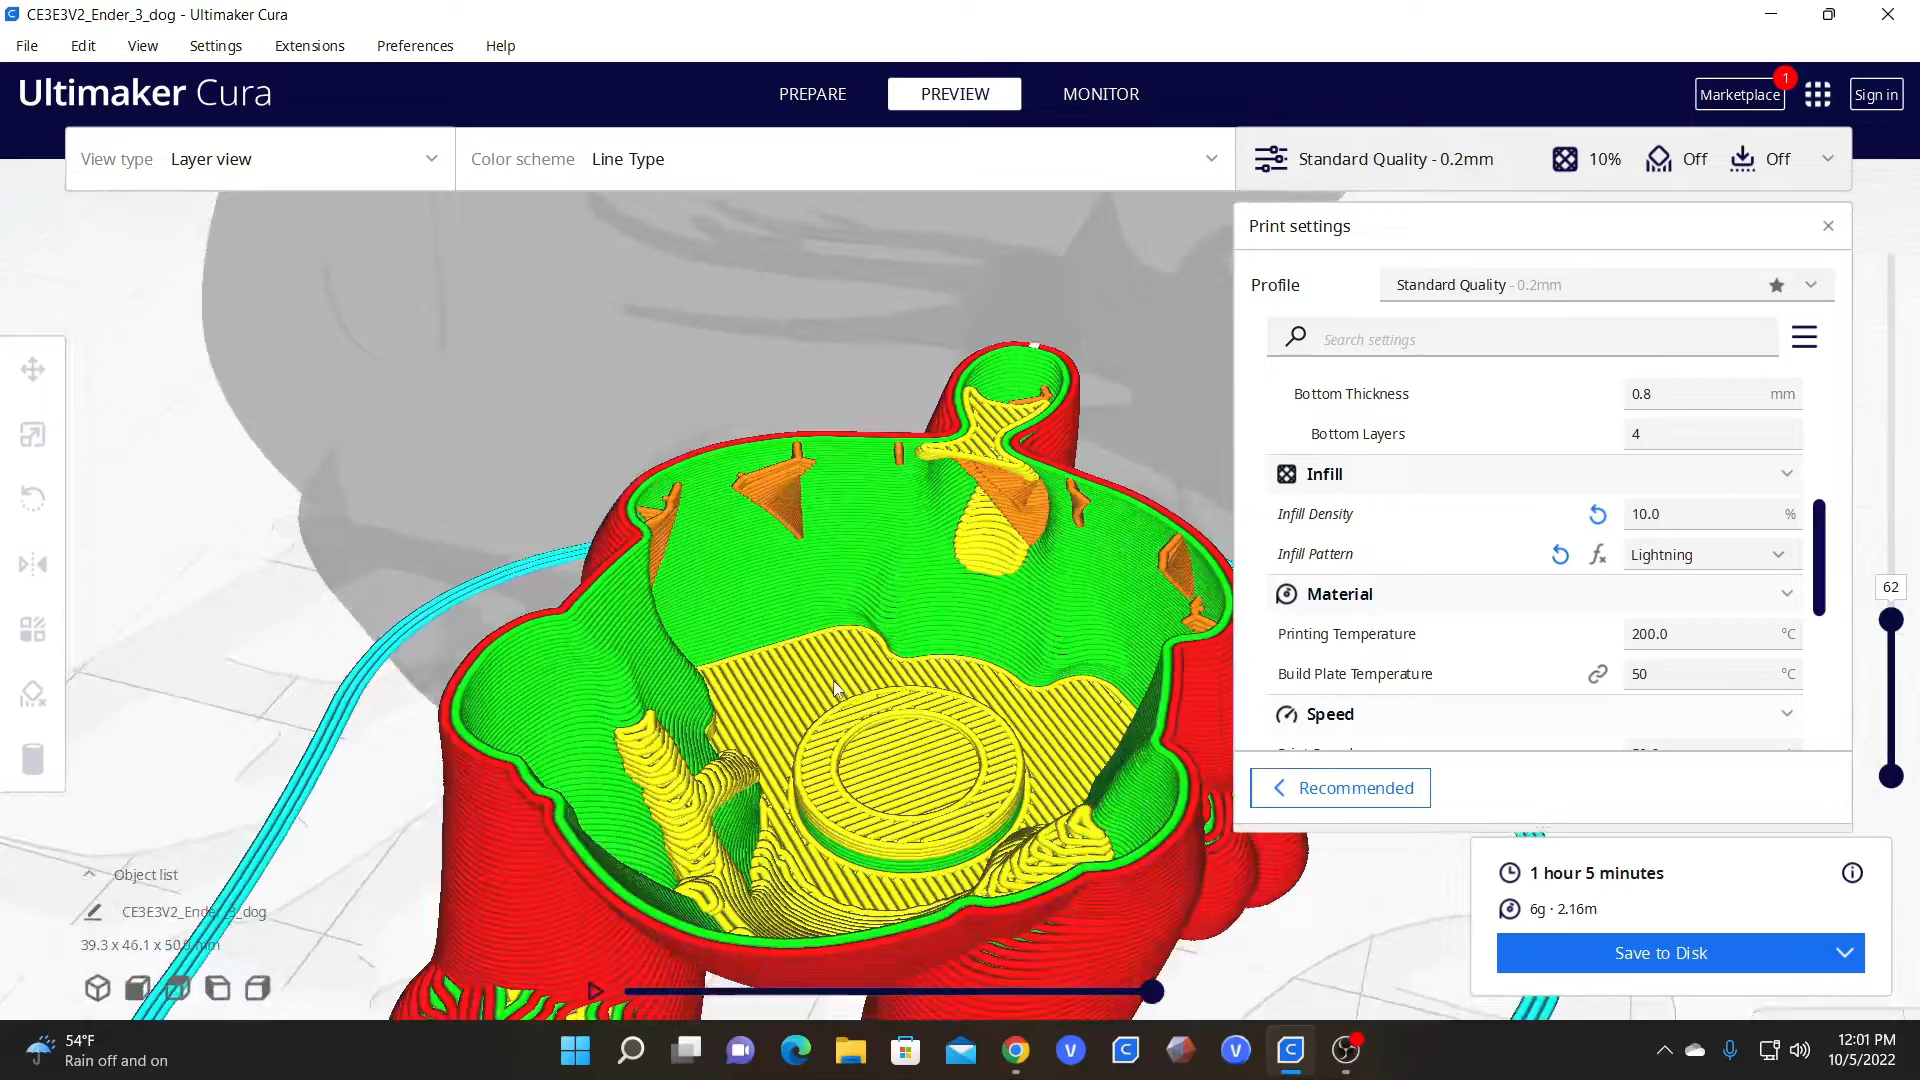 CE3E3V2_Ender_3_dog - Ultimaker Cura
File Edit View Settings Extensions Preferences Help
Ultimaker Cura
PREPARE PREVIEW MONITOR
Marketplace 1 Sign in
View type Layer view Color scheme Line Type
Standard Quality - 0.2mm 10% Off Off
Print settings
Profile Standard Quality - 0.2mm
Search settings
Bottom Thickness 0.8 mm
Bottom Layers 4
Infill
Infill Density 10.0 %
Infill Pattern fx Lightning
62
Material
Printing Temperature 200.0 °C
Build Plate Temperature 50 °C
Speed
Recommended
Object list
CE3E3V2_Ender_3_dog
39.3 x 46.1 x 50.0 mm
1 hour 5 minutes
6g · 2.16m
Save to Disk
54°F
Rain off and on
12:01 PM
10/5/2022